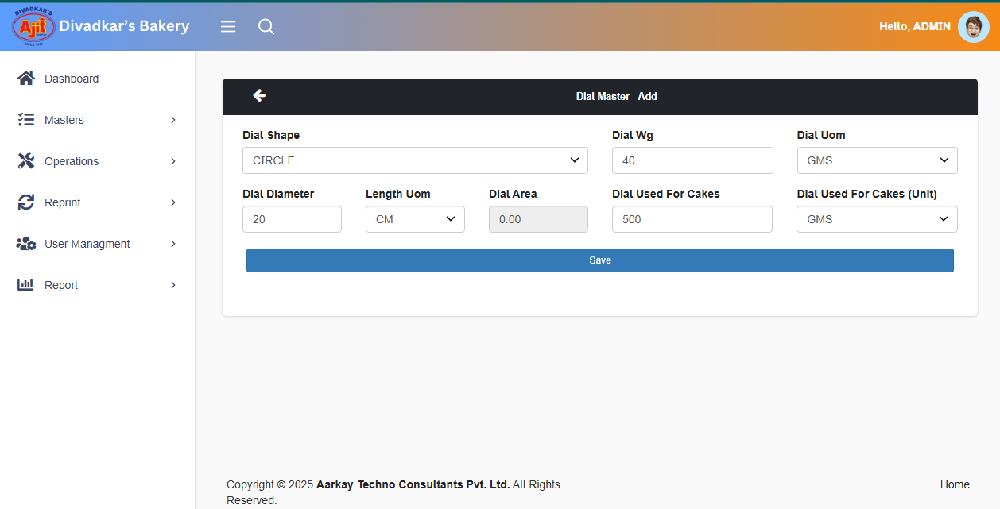 DIVADKAR'S
Ajit
SINCE 1939
Divadkar's Bakery
Hello, ADMIN
Dashboard
Masters
Operations
Reprint
User Managment
Report
Dial Master - Add
Dial Shape Dial Wg Dial Uom
CIRCLE 40 GMS
Dial Diameter Length Uom Dial Area Dial Used For Cakes Dial Used For Cakes (Unit)
20 CM 0.00 500 GMS
Save
Copyright © 2025 Aarkay Techno Consultants Pvt. Ltd. All Rights
Reserved.
Home